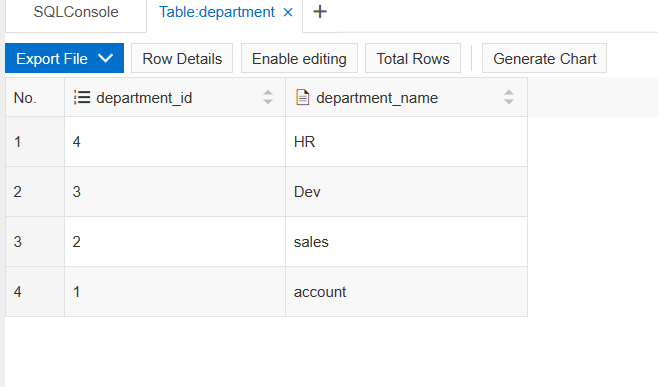 SQLConsole Table:department × +
Export File Row Details Enable editing Total Rows Generate Chart
No. department_id department_name
1 4 HR
2 3 Dev
3 2 sales
4 1 account